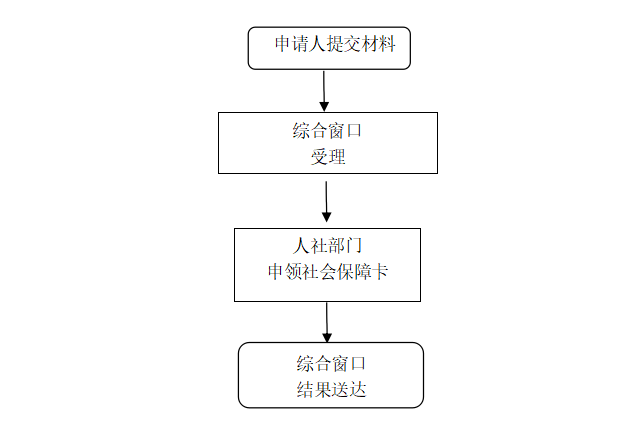 申请人提交材料
综合窗口
受理
人社部门
申领社会保障卡
综合窗口
结果送达